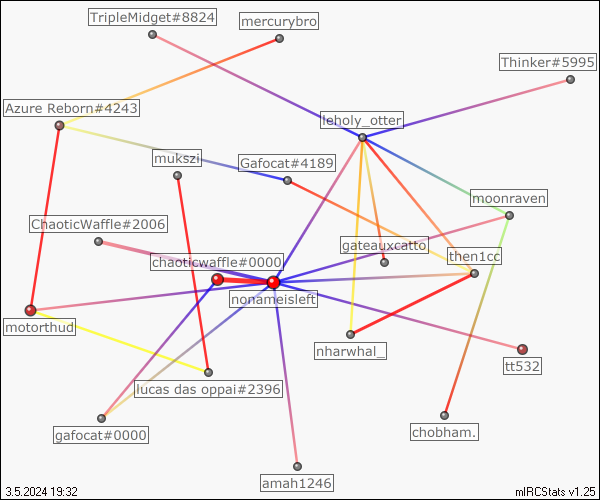 TripleMidget#8824
mercurybro
Thinker#5995
Azure Reborn#4243
leholy_otter
mukszi
Gafocat#4189
moonraven
ChaoticWaffle#2006
gateauxcatto
then1cc
chaoticwaffle#0000
nonameisleft
motorthud
nharwhal_
tt532
lucas das oppai#2396
gafocat#0000
chobham.
amah1246
3.5.2024 19:32
mIRCStats v1.25